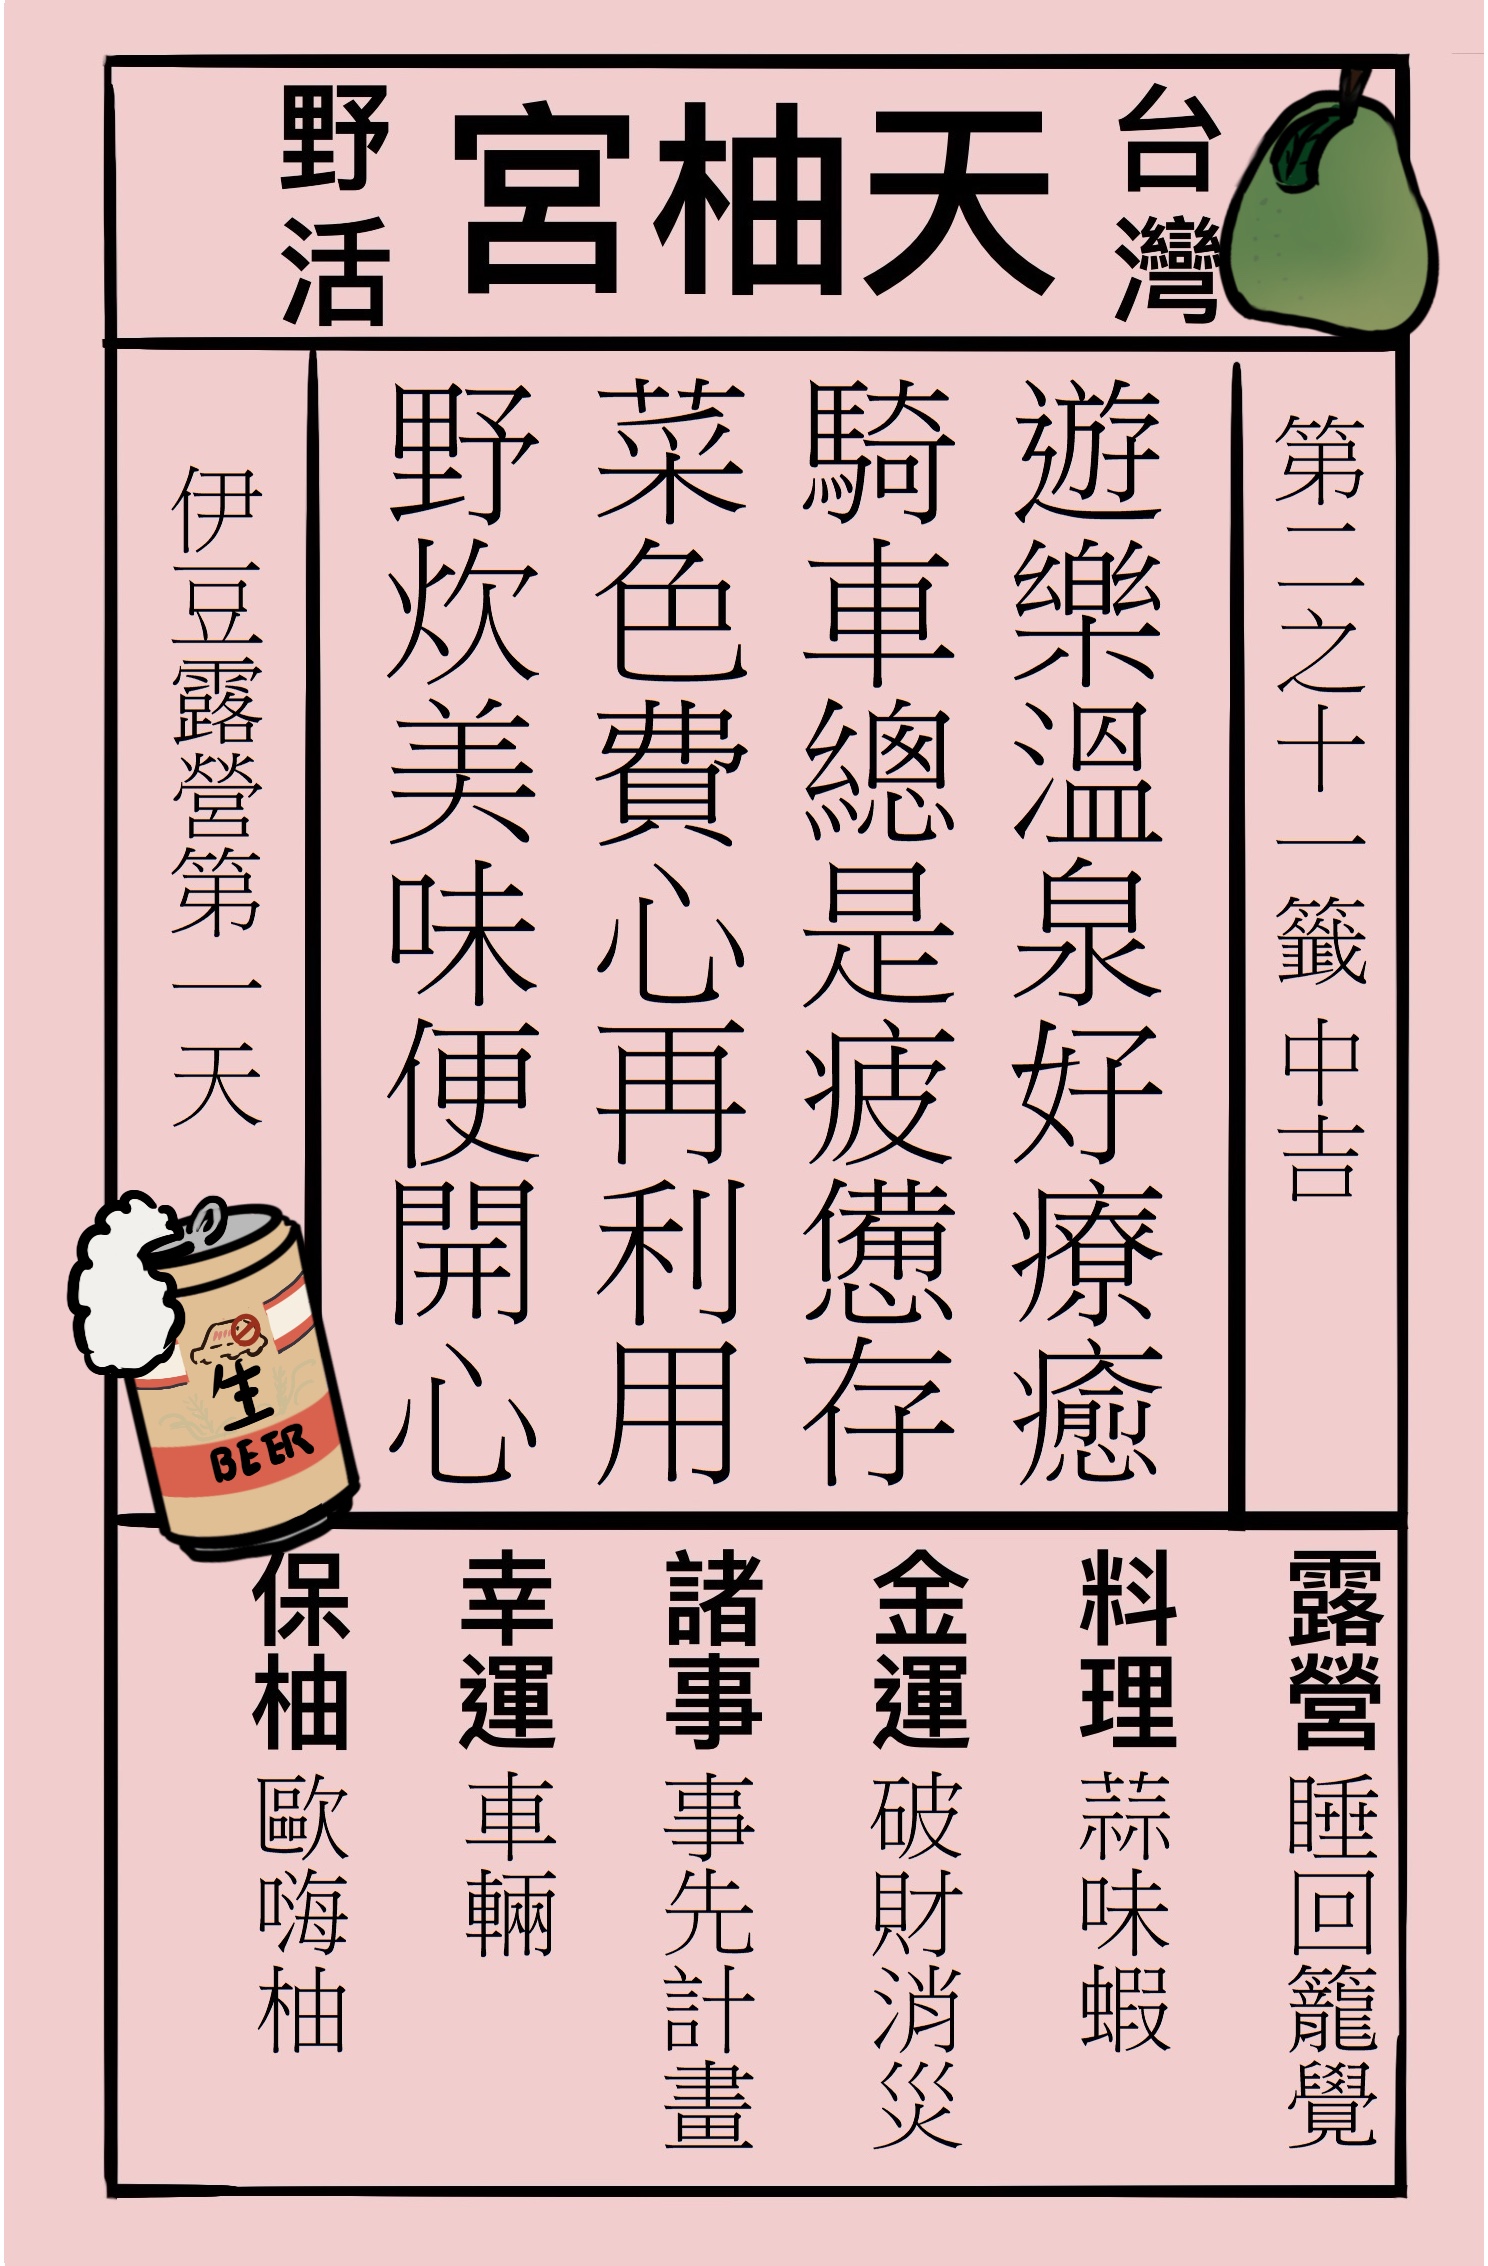 台灣
天柚宮
野活
第二之十一籤 中吉
遊樂溫泉好療癒
騎車總是疲憊存
菜色費心再利用
野炊美味便開心
伊豆露營第一天
生
BEER
露營 睡回籠覺
料理 蒜味蝦
金運 破財消災
諸事 事先計畫
幸運 車輛
保柚 歐嗨柚